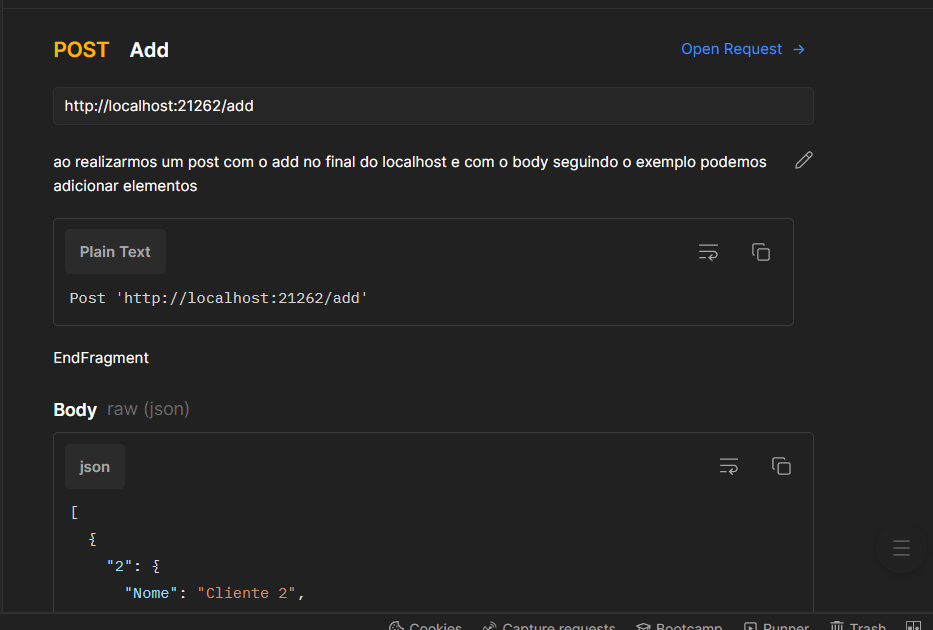 POST Add Open Request →
http://localhost:21262/add
ao realizarmos um post com o add no final do localhost e com o body seguindo o exemplo podemos
adicionar elementos
Plain Text
Post 'http://localhost:21262/add'
EndFragment
Body raw (json)
json
[
{
"2": {
"Nome": "Cliente 2",
Cookies Capture requests Bootcamp Runner Trash